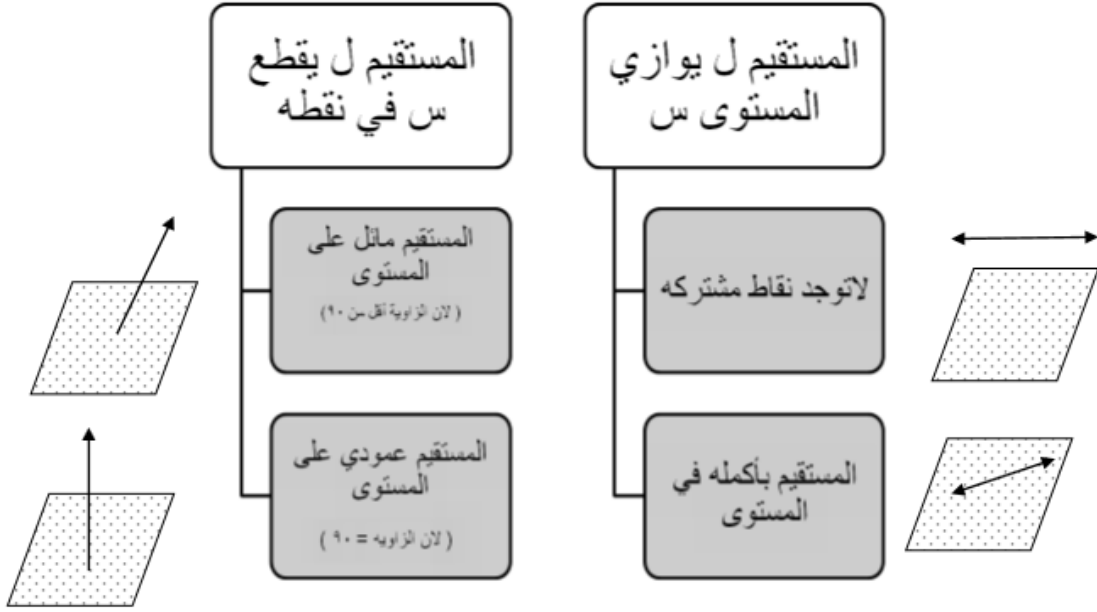 المستقيم ل يوازي
المستوى س
لاتوجد نقاط مشتركه
المستقيم بأكمله في
المستوى
المستقيم ل يقطع
س في نقطه
المستقيم مائل على
المستوى
( لان الزاوية أقل من ٩٠)
المستقيم عمودي على
المستوى
( لان الزاويه = ٩٠ )